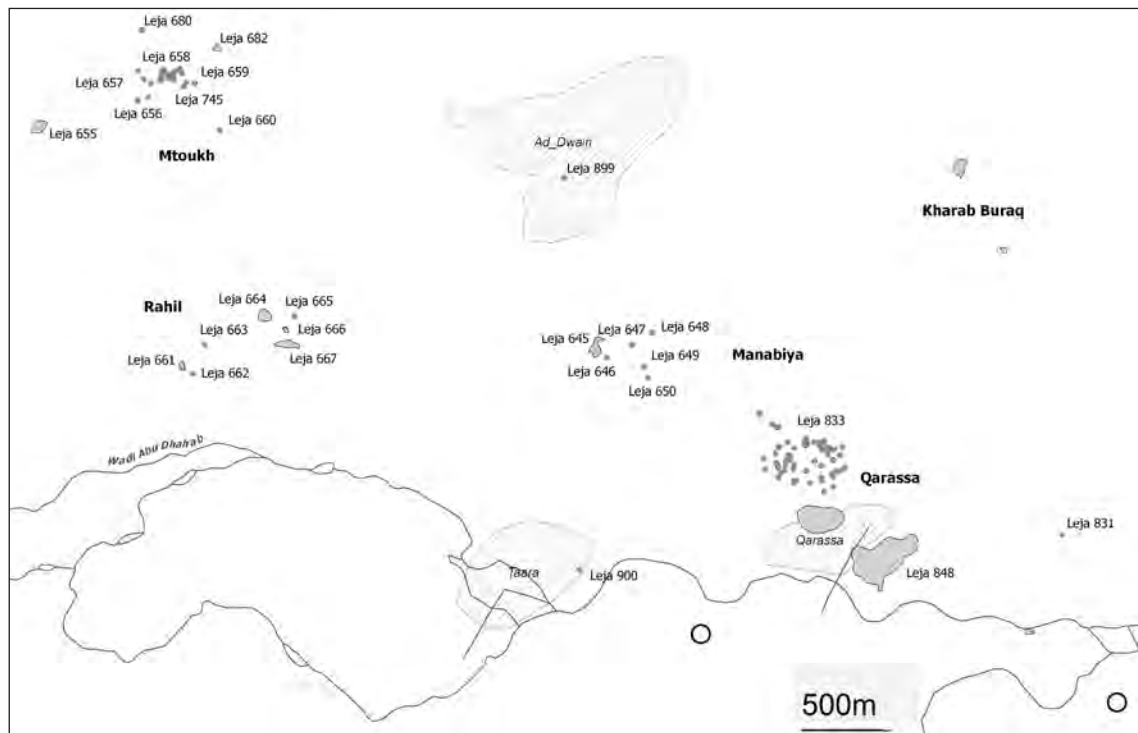 Leja 680
Leja 682
Leja 658
Leja 659
Leja 657
Leja 745
Leja 656
Leja 655
Leja 660
Mtoukh
Ad_Dwain
Leja 899
Kharab Buraq
Rahil
Leja 664
Leja 665
Leja 663
Leja 666
Leja 661
Leja 667
Leja 662
Leja 645
Leja 647
Leja 648
Leja 646
Leja 649
Leja 650
Manabiya
Leja 833
Qarassa
Wadi Abu Dhahab
Leja 831
Qarassa
Taara
Leja 900
Leja 848
500m